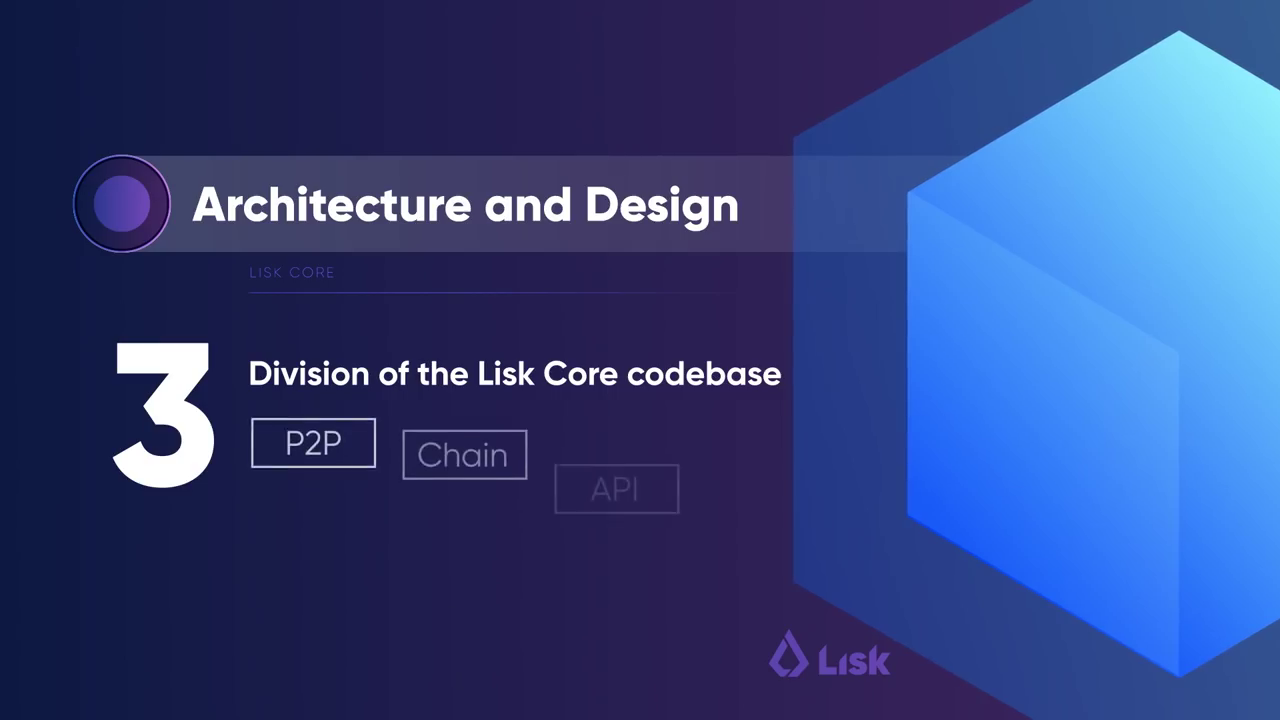 Architecture and Design
LISK CORE
3
Division of the Lisk Core codebase
P2P
Chain
API
Lisk